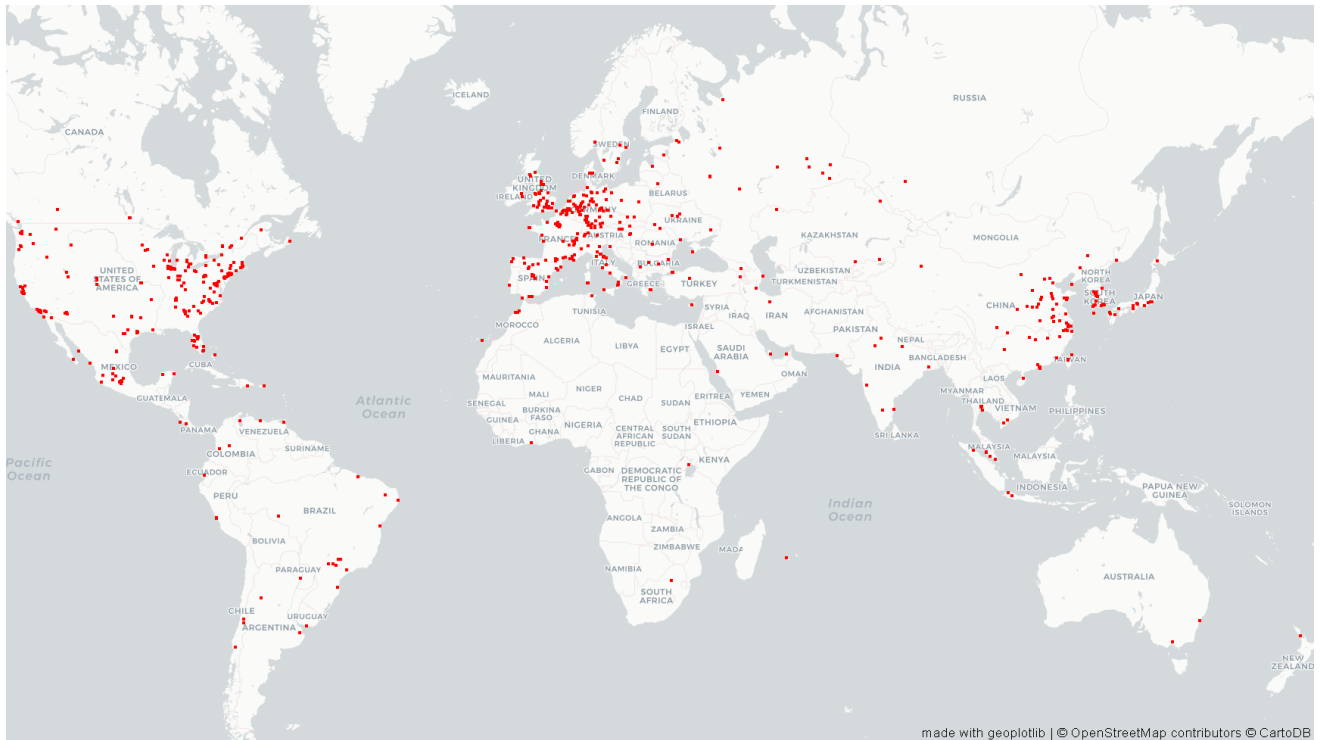 ICELAND
RUSSIA
FINLAND
CANADA
SWEDEN
DENMARK
UNITED
KINGDOM
IRELAND
BELARUS
UKRAINE
AUSTRIA
FRANCE
ROMANIA
KAZAKHSTAN
MONGOLIA
ITALY
BULGARIA
UNITED
STATES OF
AMERICA
SPAIN
GREECE
TURKEY
UZBEKISTAN
TURKMENISTAN
NORTH
KOREA
SOUTH
KOREA
JAPAN
CHINA
TUNISIA
SYRIA
IRAQ
IRAN
AFGHANISTAN
MOROCCO
ISRAEL
PAKISTAN
NEPAL
ALGERIA
LIBYA
EGYPT
SAUDI
ARABIA
BANGLADESH
TAIWAN
MEXICO
CUBA
INDIA
OMAN
MAURITANIA
LAOS
NIGER
MYANMAR
MALI
CHAD
SUDAN
ERITREA
YEMEN
GUATEMALA
Atlantic
Ocean
SENEGAL
BURKINA
FASO
THAILAND
VIETNAM
PHILIPPINES
GUINEA
NIGERIA
ETHIOPIA
PANAMA
VENEZUELA
GHANA
CENTRAL
AFRICAN
REPUBLIC
SOUTH
SUDAN
SRI LANKA
LIBERIA
SURINAME
COLOMBIA
MALAYSIA
MALAYSIA
Pacific
Ocean
ECUADOR
GABON
DEMOCRATIC
REPUBLIC OF
THE CONGO
KENYA
INDONESIA
PAPUA NEW
GUINEA
PERU
BRAZIL
Indian
Ocean
SOLOMON
ISLANDS
ANGOLA
ZAMBIA
BOLIVIA
ZIMBABWE
MADA
PARAGUAY
NAMIBIA
AUSTRALIA
SOUTH
AFRICA
CHILE
URUGUAY
ARGENTINA
NEW
ZEALAND
made with geoplotlib | © OpenStreetMap contributors © CartoDB